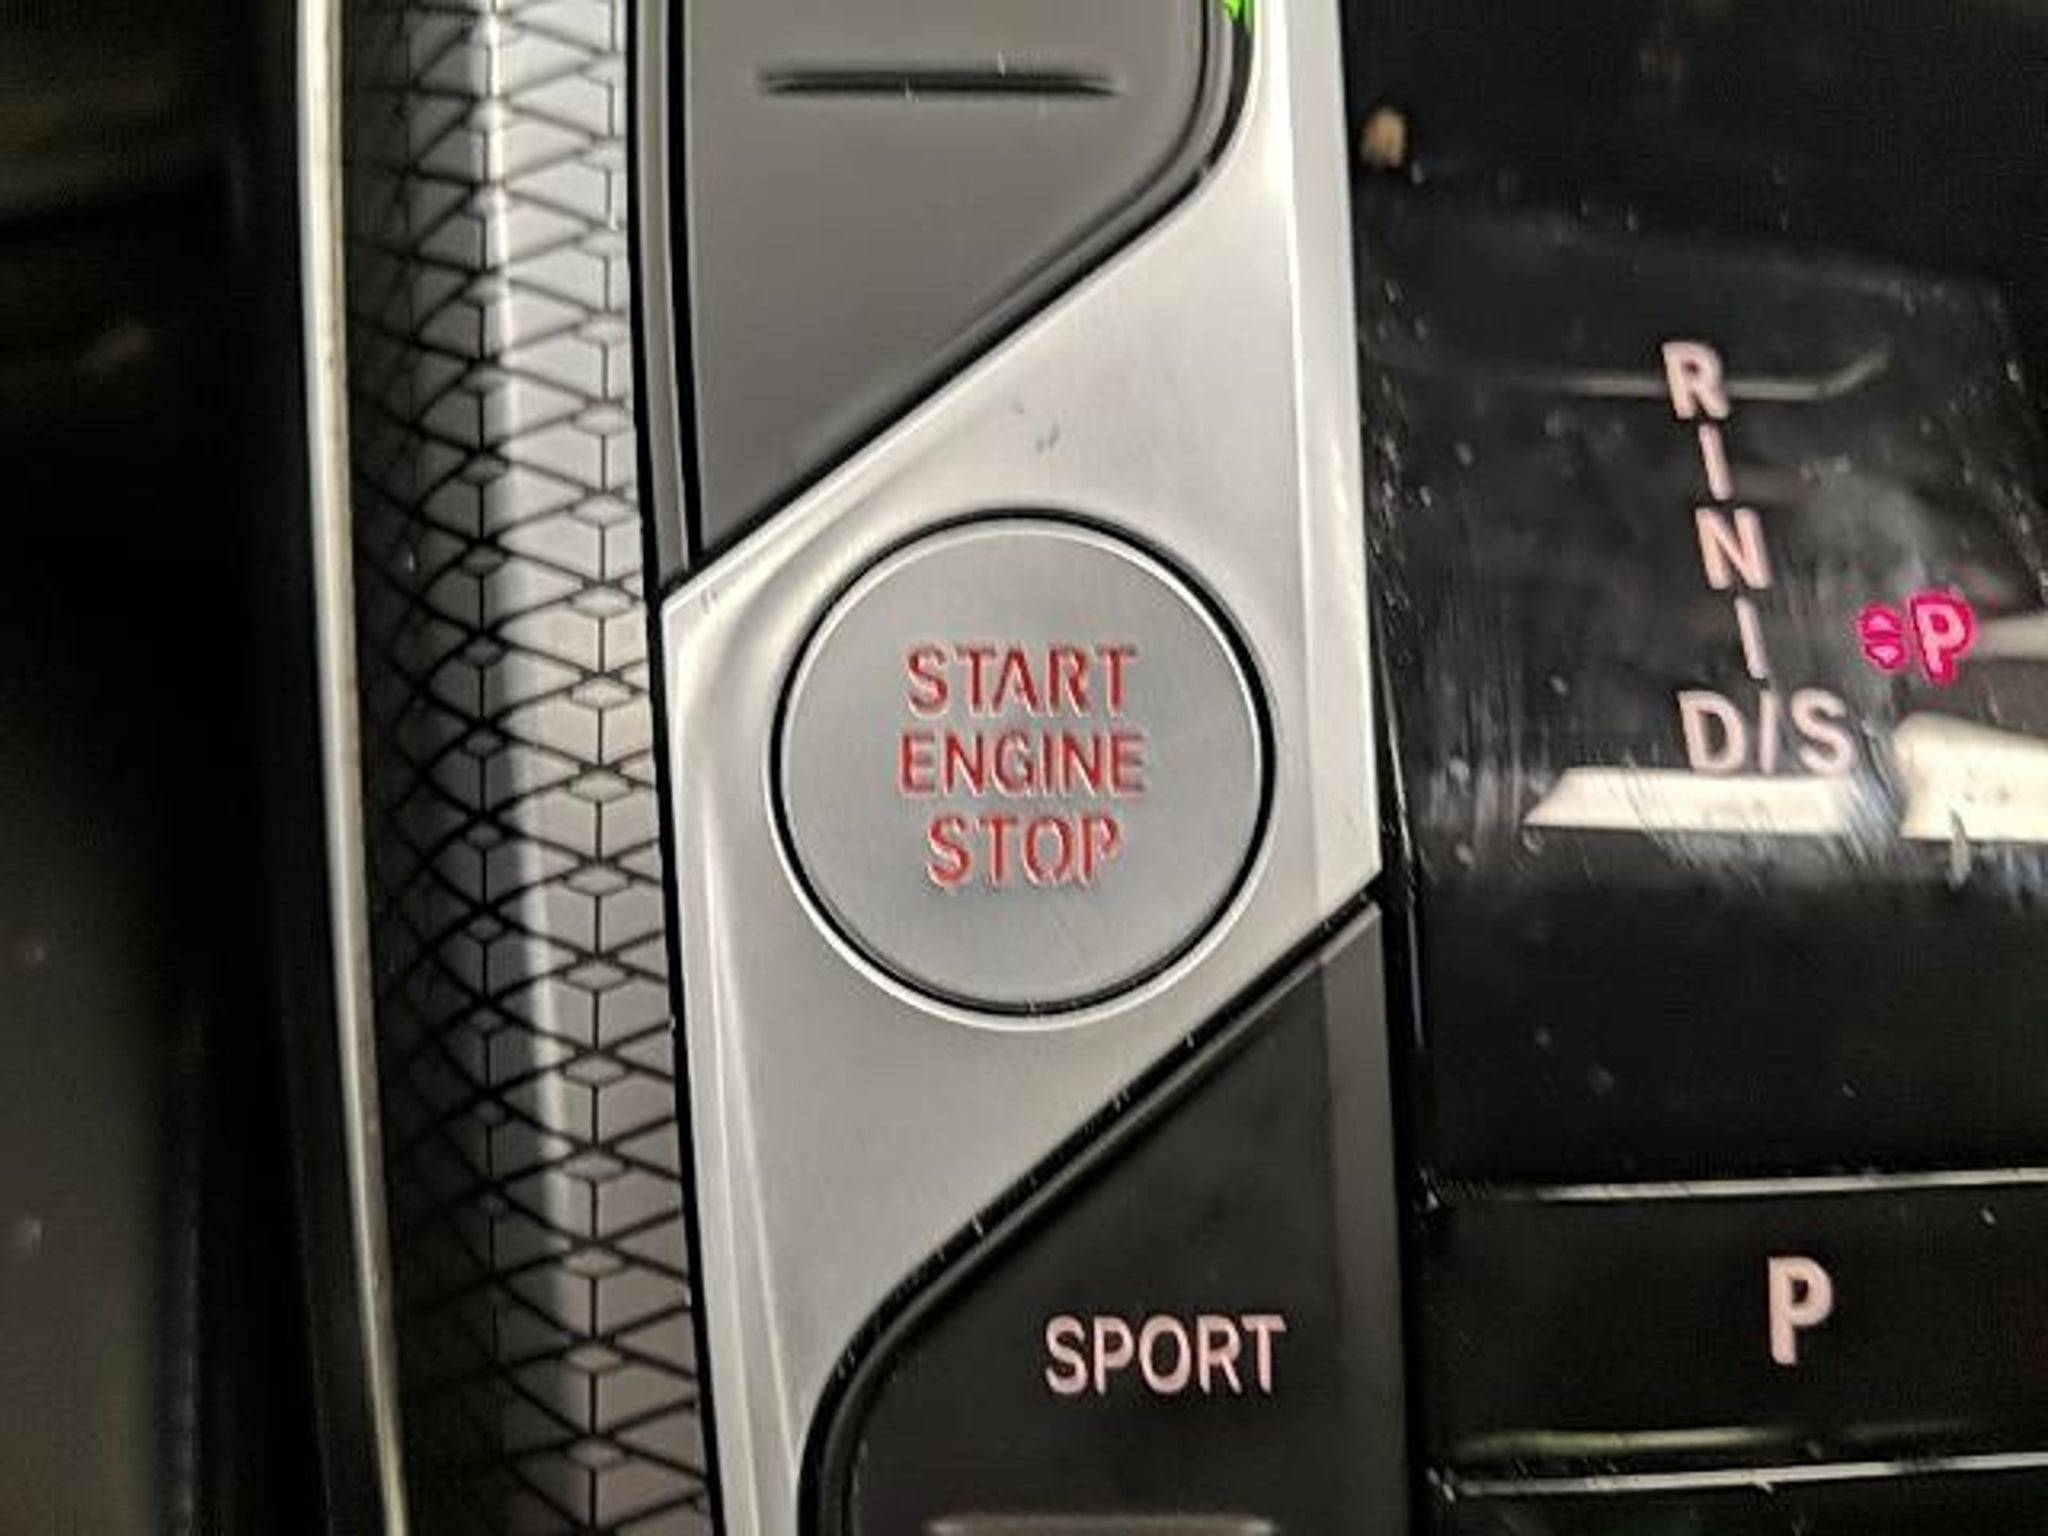 START
ENGINE
STOP
SPORT
R
N
D/S
P
P